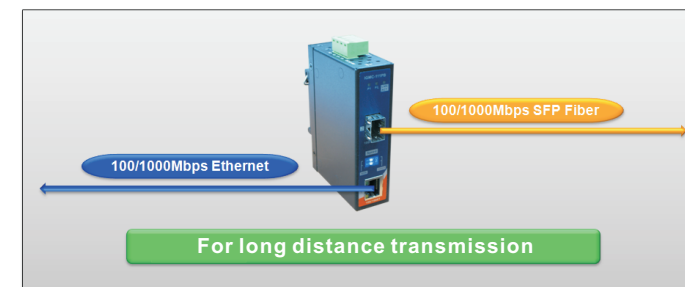 100/1000Mbps SFP Fiber
100/1000Mbps Ethernet
For long distance transmission